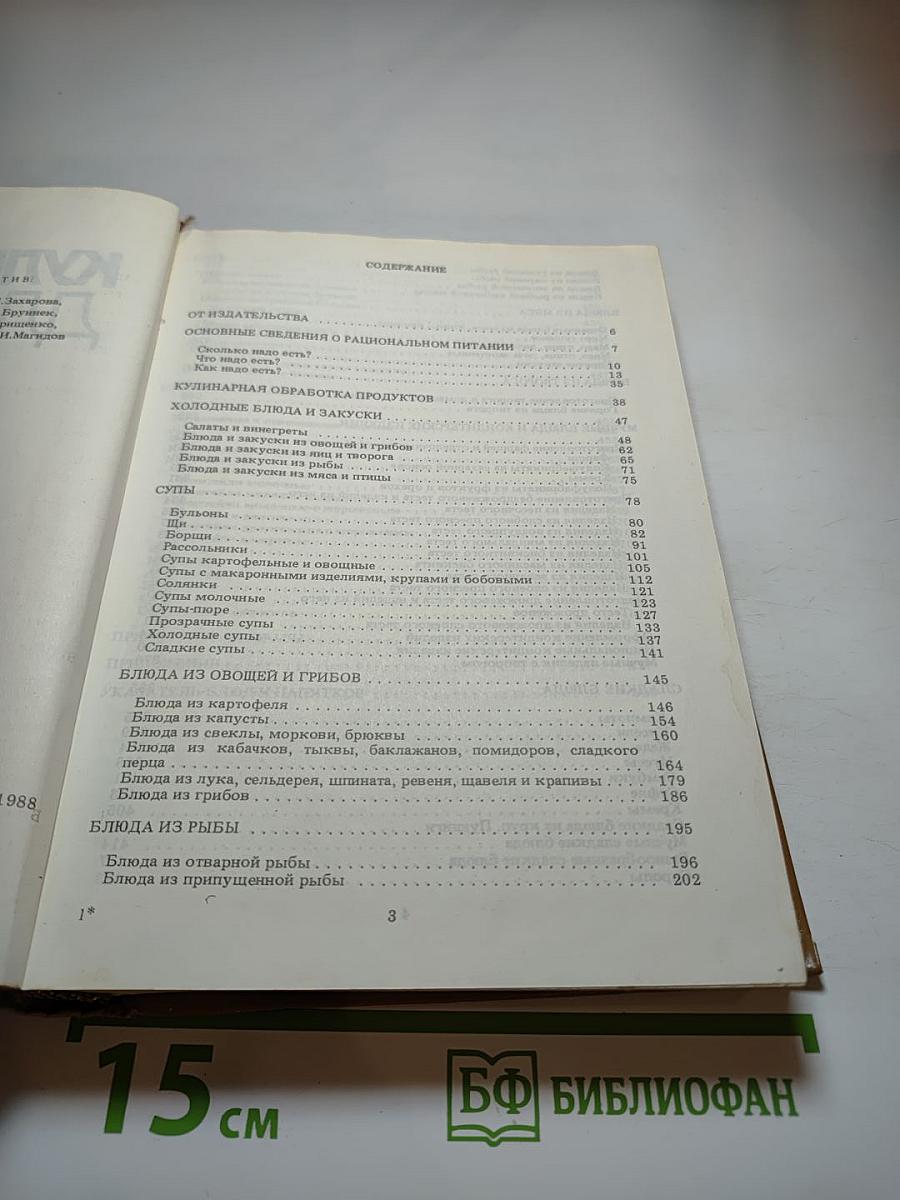 КУЛ
Д
ТИВ:
Захарова,
Бруннек,
рищенко,
И.Магидов
1988
СОДЕРЖАНИЕ
ОТ ИЗДАТЕЛЬСТВА . . . . . 6
ОСНОВНЫЕ СВЕДЕНИЯ О РАЦИОНАЛЬНОМ ПИТАНИИ . . . . . 7
Сколько надо есть? . . . . . 10
Что надо есть? . . . . . 13
Как надо есть? . . . . . 35
КУЛИНАРНАЯ ОБРАБОТКА ПРОДУКТОВ . . . . . 38
ХОЛОДНЫЕ БЛЮДА И ЗАКУСКИ . . . . . 47
Салаты и винегреты . . . . . 48
Блюда и закуски из овощей и грибов . . . . . 62
Блюда и закуски из яиц и творога . . . . . 65
Блюда и закуски из рыбы . . . . . 71
Блюда и закуски из мяса и птицы . . . . . 75
СУПЫ . . . . . 78
Бульоны . . . . . 80
Щи . . . . . 82
Борщи . . . . . 91
Рассольники . . . . . 101
Супы картофельные и овощные . . . . . 105
Супы с макаронными изделиями, крупами и бобовыми . . . . . 112
Солянки . . . . . 121
Супы молочные . . . . . 123
Супы-пюре . . . . . 127
Прозрачные супы . . . . . 133
Холодные супы . . . . . 137
Сладкие супы . . . . . 141
БЛЮДА ИЗ ОВОЩЕЙ И ГРИБОВ . . . . . 145
Блюда из картофеля . . . . . 146
Блюда из капусты . . . . . 154
Блюда из свеклы, моркови, брюквы . . . . . 160
Блюда из кабачков, тыквы, баклажанов, помидоров, сладкого
перца . . . . . 164
Блюда из лука, сельдерея, шпината, ревеня, щавеля и крапивы . . . . . 179
Блюда из грибов . . . . . 186
БЛЮДА ИЗ РЫБЫ . . . . . 195
Блюда из отварной рыбы . . . . . 196
Блюда из припущенной рыбы . . . . . 202
1*
3
15 см
БФ БИБЛИОФАН